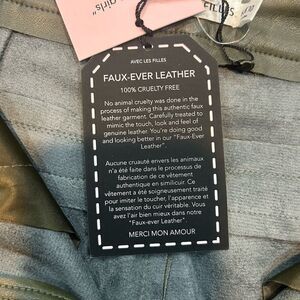 girls"
ILLES
AVEC LES FILLES
FAUX-EVER LEATHER
100% CRUELTY FREE
No animal cruelty was done in the
process of making this authentic faux
leather garment. Carefully treated to
mimic the touch, look and feel of
genuine leather. You're doing good
and looking better in our "Faux-Ever
Leather".
Aucune cruauté envers les animaux
n'a été faite dans le processus de
fabrication de ce vêtement
authentique en similicuir. Ce
vêtement a été soigneusement traité
pour imiter le toucher, l'apparence et
la sensation du cuir véritable. Vous
avez l'air bien mieux dans notre
"Faux-ever Leather".
MERCI MON AMOUR